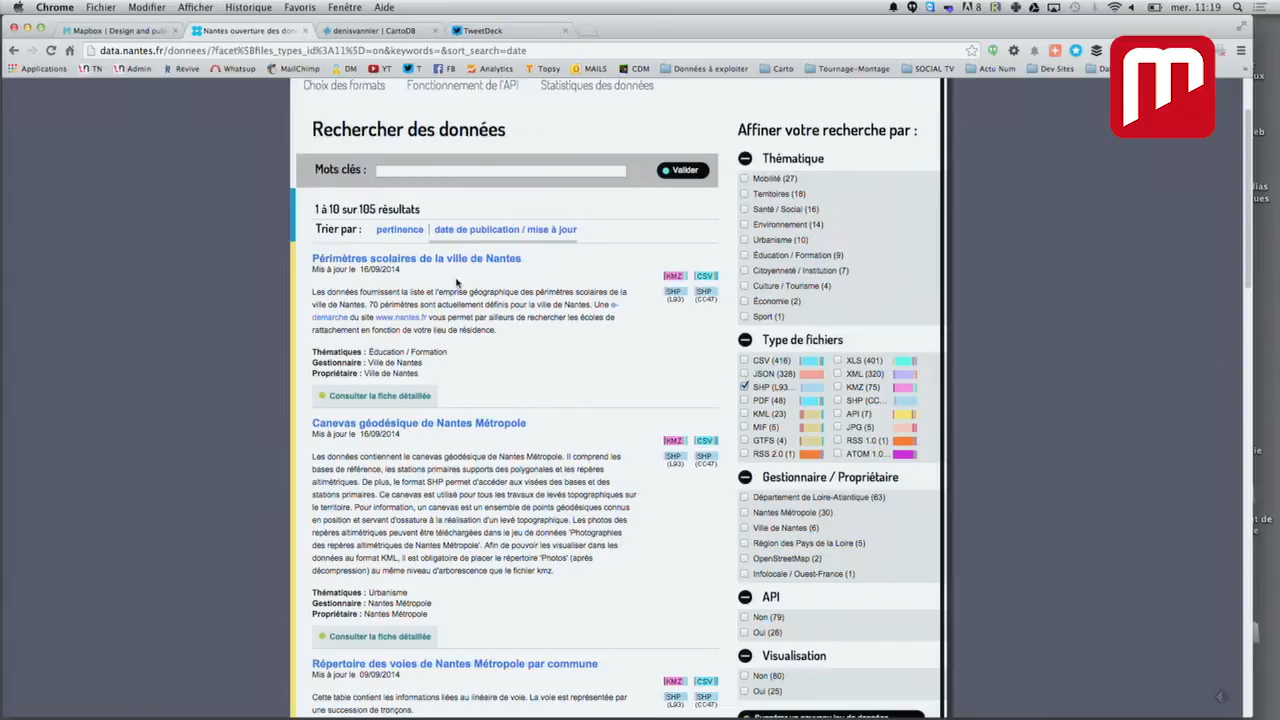 Chrome Fichier Modifier Afficher Historique Favoris Fenêtre Aide
8 mer. 11:19
Mapbox | Design and pub
Nantes ouverture des donné
denisvannier | CartoDB
TweetDeck
data.nantes.fr/donnees/?facet%5Bfiles_types_id%3A11%5D=on&keywords=&sort_search=date
Applications TN Admin Revive Whatsup MailChimp DM YT T FB Analytics Topsy MAILS CDM Données à exploiter Carto Tournage-Montage SOCIAL TV Actu Num Dev Sites
Choix des formats Fonctionnement de l'API Statistiques des données
Rechercher des données
Mots clés :
Valider
1 à 10 sur 105 résultats
Trier par : pertinence | date de publication / mise à jour
Périmètres scolaires de la ville de Nantes
Mis à jour le 16/09/2014
KMZ CSV
SHP (L93) SHP (CC47)
Les données fournissent la liste et l'emprise géographique des périmètres scolaires de la
ville de Nantes. 70 périmètres sont actuellement définis pour la ville de Nantes. Une e-
demarche du site www.nantes.fr vous permet par ailleurs de rechercher les écoles de
rattachement en fonction de votre lieu de résidence.
Thématiques : Éducation / Formation
Gestionnaire : Ville de Nantes
Propriétaire : Ville de Nantes
Consulter la fiche détaillée
Canevas géodésique de Nantes Métropole
Mis à jour le 16/09/2014
KMZ CSV
SHP (L93) SHP (CC47)
Les données contiennent le canevas géodésique de Nantes Métropole. Il comprend les
bases de référence, les stations primaires supports des polygonales et les repères
altimétriques. De plus, le format SHP permet d'accéder aux visées des bases et des
stations primaires. Ce canevas est utilisé pour tous les travaux de levés topographiques sur
le territoire. Pour information, un canevas est un ensemble de points géodésiques connus
en position et servant d'ossature à la réalisation d'un levé topographique. Les photos des
repères altimétriques peuvent être téléchargées dans le jeu de données 'Photographies
des repères altimétriques de Nantes Métropole'. Afin de pouvoir les visualiser dans les
données au format KML, il est obligatoire de placer le répertoire 'Photos' (après
décompression) au même niveau d'arborescence que le fichier kmz.
Thématiques : Urbanisme
Gestionnaire : Nantes Métropole
Propriétaire : Nantes Métropole
Consulter la fiche détaillée
Répertoire des voies de Nantes Métropole par commune
Mis à jour le 09/09/2014
KMZ CSV
SHP (L93) SHP (CC47)
Cette table contient les informations liées au linéaire de voie. La voie est représentée par
une succession de tronçons.
Affiner votre recherche par :
Thématique
Mobilité (27)
Territoires (18)
Santé / Social (16)
Environnement (14)
Urbanisme (10)
Éducation / Formation (9)
Citoyenneté / Institution (7)
Culture / Tourisme (4)
Économie (2)
Sport (1)
Type de fichiers
CSV (416) XLS (401)
JSON (328) XML (320)
SHP (L93... KMZ (75)
PDF (48) SHP (CC...
KML (23) API (7)
MIF (5) JPG (5)
GTFS (4) RSS 1.0 (1)
RSS 2.0 (1) ATOM 1.0...
Gestionnaire / Propriétaire
Département de Loire-Atlantique (63)
Nantes Métropole (30)
Ville de Nantes (6)
Région des Pays de la Loire (5)
OpenStreetMap (2)
Infolocale / Ouest-France (1)
API
Non (79)
Oui (26)
Visualisation
Non (80)
Oui (25)